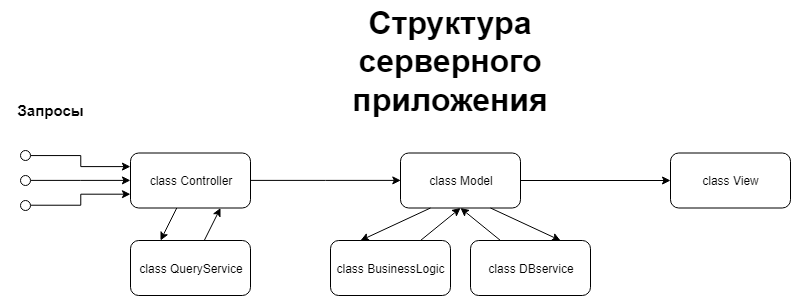 Структура
серверного
приложения
Запросы
class Controller
class Model
class View
class QueryService
class BusinessLogic
class DBservice